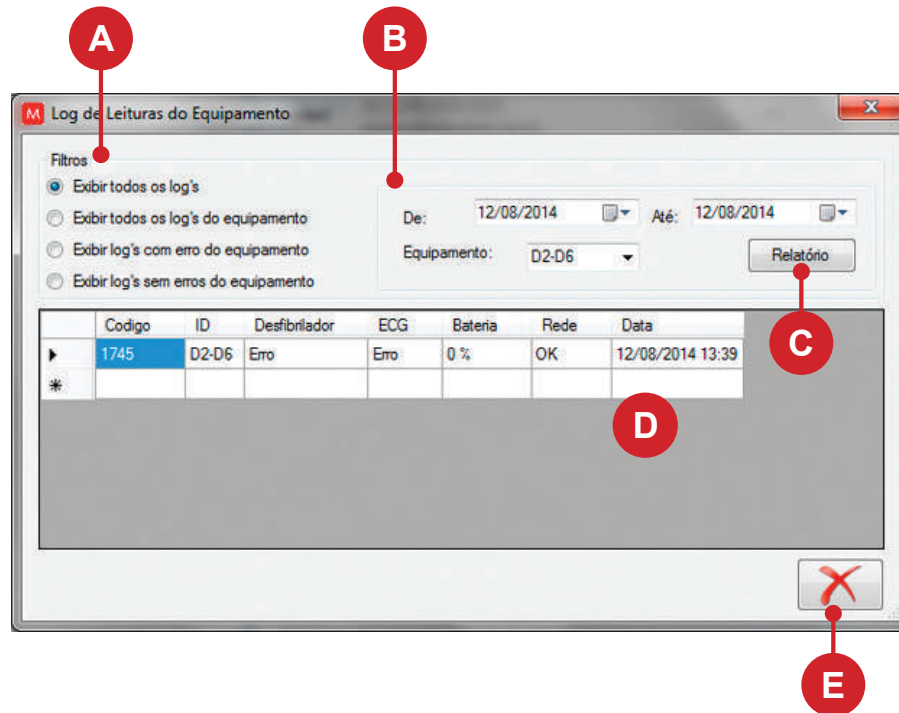 A B
M Log de Leituras do Equipamento x
Filtros
Exibir todos os log's
Exibir todos os log's do equipamento
Exibir log's com erro do equipamento
Exibir log's sem erros do equipamento
De: 12/08/2014 Até: 12/08/2014
Equipamento: D2-D6 Relatório
C
Codigo ID Desfibrilador ECG Bateria Rede Data
1745 D2-D6 Erro Erro 0 % OK 12/08/2014 13:39
D
E